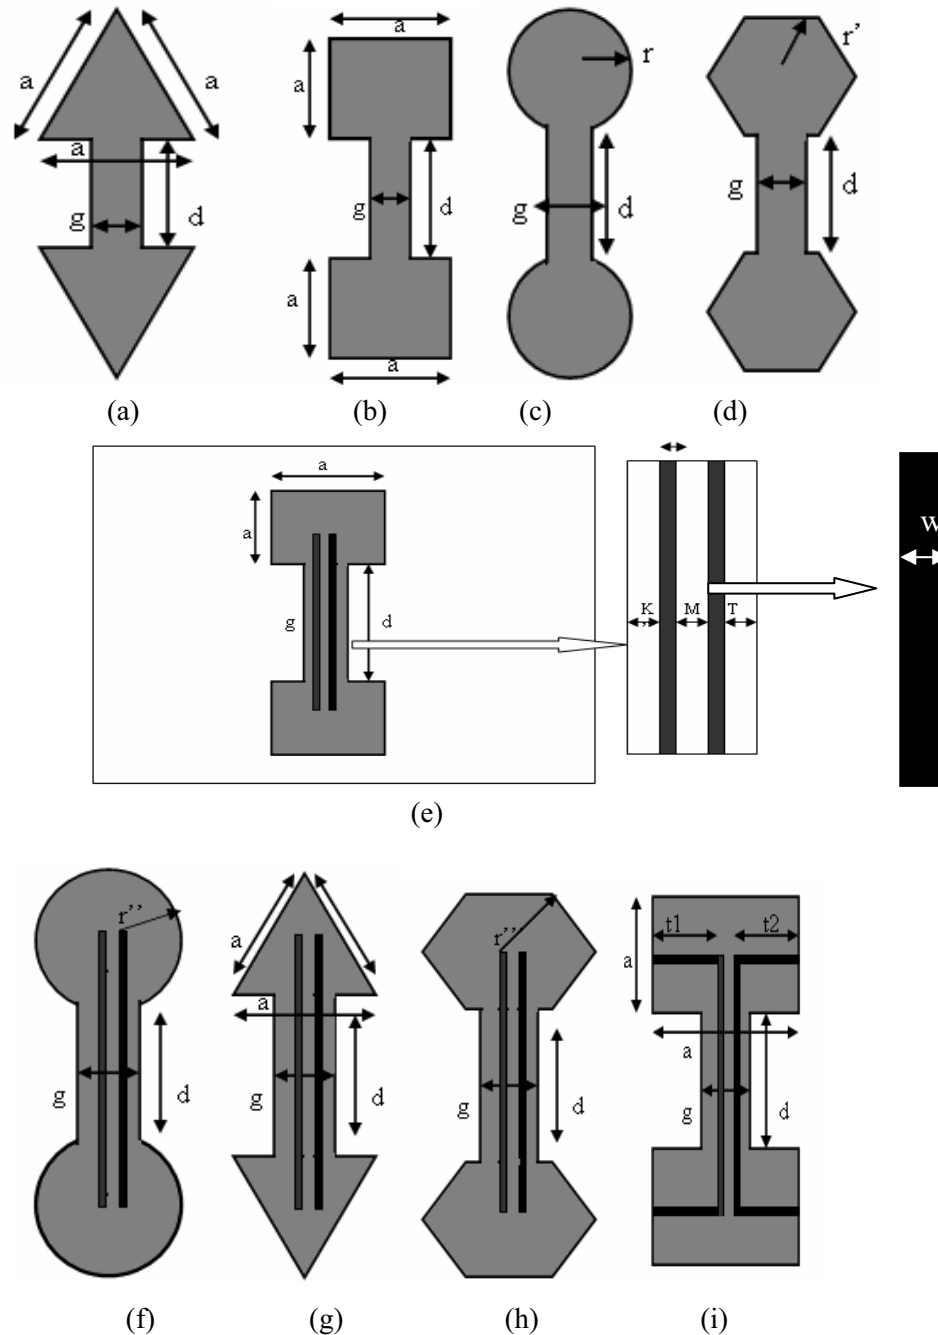 a a a g d
a a g d a a
r g d
r' g d
(a) (b) (c) (d)
a a g d
K, M T
w
(e)
r'' g d
a a g d
r''' g d
t1 t2 a a g d
(f) (g) (h) (i)